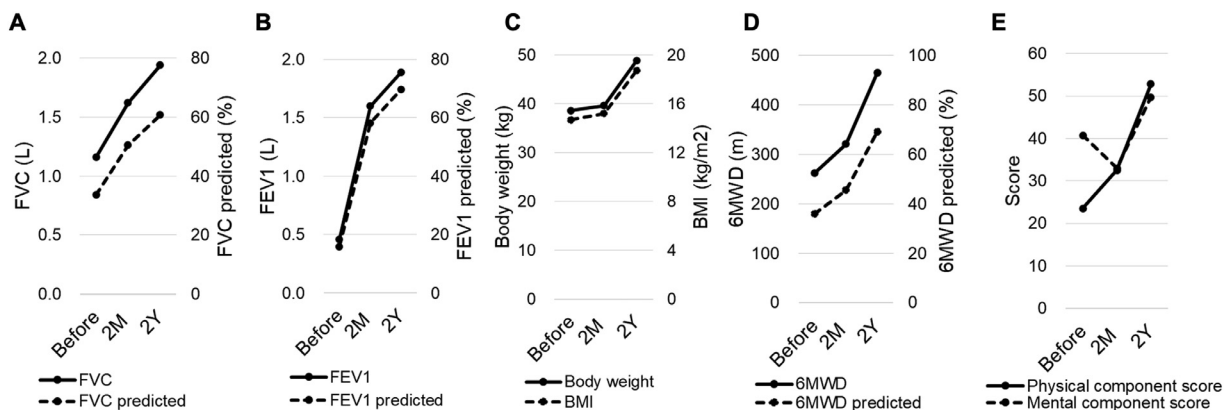 A
FVC (L)
2.0
1.5
1.0
0.5
0.0
80
60
40
20
0
FVC predicted (%)
Before
2M
2Y
FVC
FVC predicted
B
FEV1 (L)
2.0
1.5
1.0
0.5
0.0
80
60
40
20
0
FEV1 predicted (%)
Before
2M
2Y
FEV1
FEV1 predicted
C
Body weight (kg)
50
40
30
20
10
0
20
16
12
8
4
0
BMI (kg/m2)
Before
2M
2Y
Body weight
BMI
D
6MWD (m)
500
400
300
200
100
0
100
80
60
40
20
0
6MWD predicted (%)
Before
2M
2Y
6MWD
6MWD predicted
E
Score
60
50
40
30
20
10
0
Before
2M
2Y
Physical component score
Mental component score